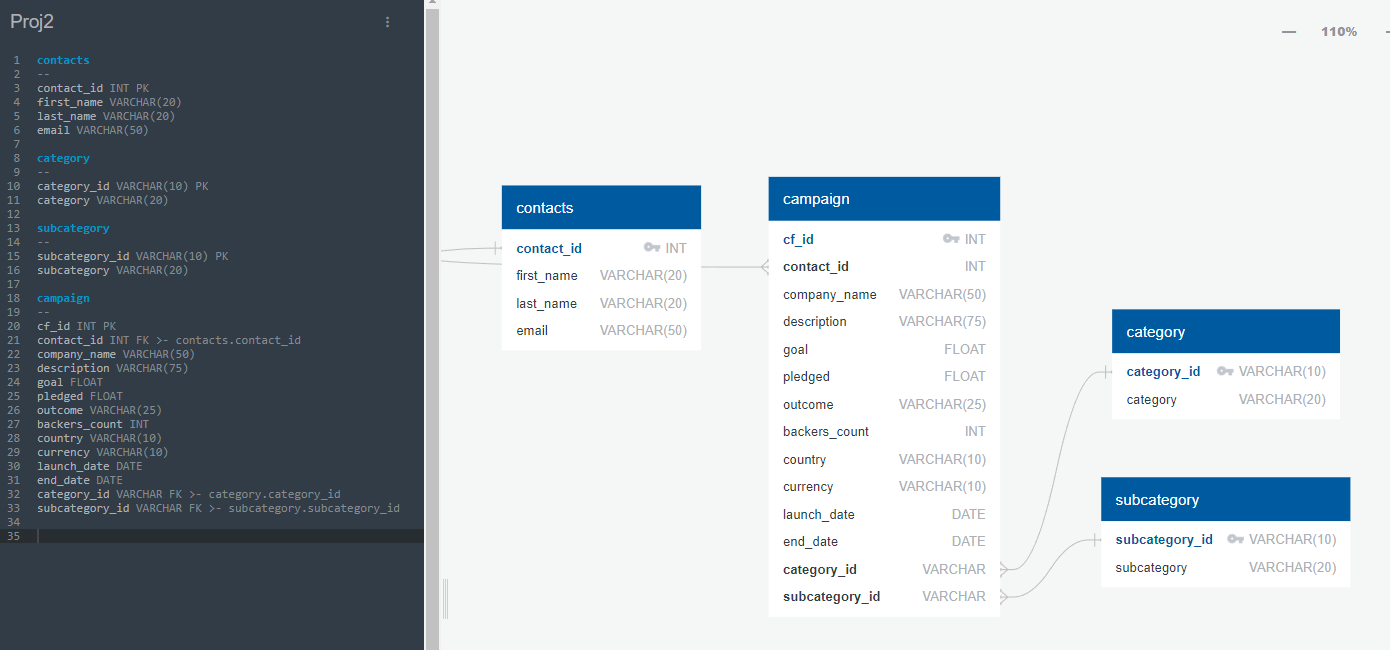 Proj2
1 contacts
2 --
3 contact_id INT PK
4 first_name VARCHAR(20)
5 last_name VARCHAR(20)
6 email VARCHAR(50)
7
8 category
9 --
10 category_id VARCHAR(10) PK
11 category VARCHAR(20)
12
13 subcategory
14 --
15 subcategory_id VARCHAR(10) PK
16 subcategory VARCHAR(20)
17
18 campaign
19 --
20 cf_id INT PK
21 contact_id INT FK >- contacts.contact_id
22 company_name VARCHAR(50)
23 description VARCHAR(75)
24 goal FLOAT
25 pledged FLOAT
26 outcome VARCHAR(25)
27 backers_count INT
28 country VARCHAR(10)
29 currency VARCHAR(10)
30 launch_date DATE
31 end_date DATE
32 category_id VARCHAR FK >- category.category_id
33 subcategory_id VARCHAR FK >- subcategory.subcategory_id
34
35
110%
contacts
contact_id INT
first_name VARCHAR(20)
last_name VARCHAR(20)
email VARCHAR(50)
campaign
cf_id INT
contact_id INT
company_name VARCHAR(50)
description VARCHAR(75)
goal FLOAT
pledged FLOAT
outcome VARCHAR(25)
backers_count INT
country VARCHAR(10)
currency VARCHAR(10)
launch_date DATE
end_date DATE
category_id VARCHAR
subcategory_id VARCHAR
category
category_id VARCHAR(10)
category VARCHAR(20)
subcategory
subcategory_id VARCHAR(10)
subcategory VARCHAR(20)